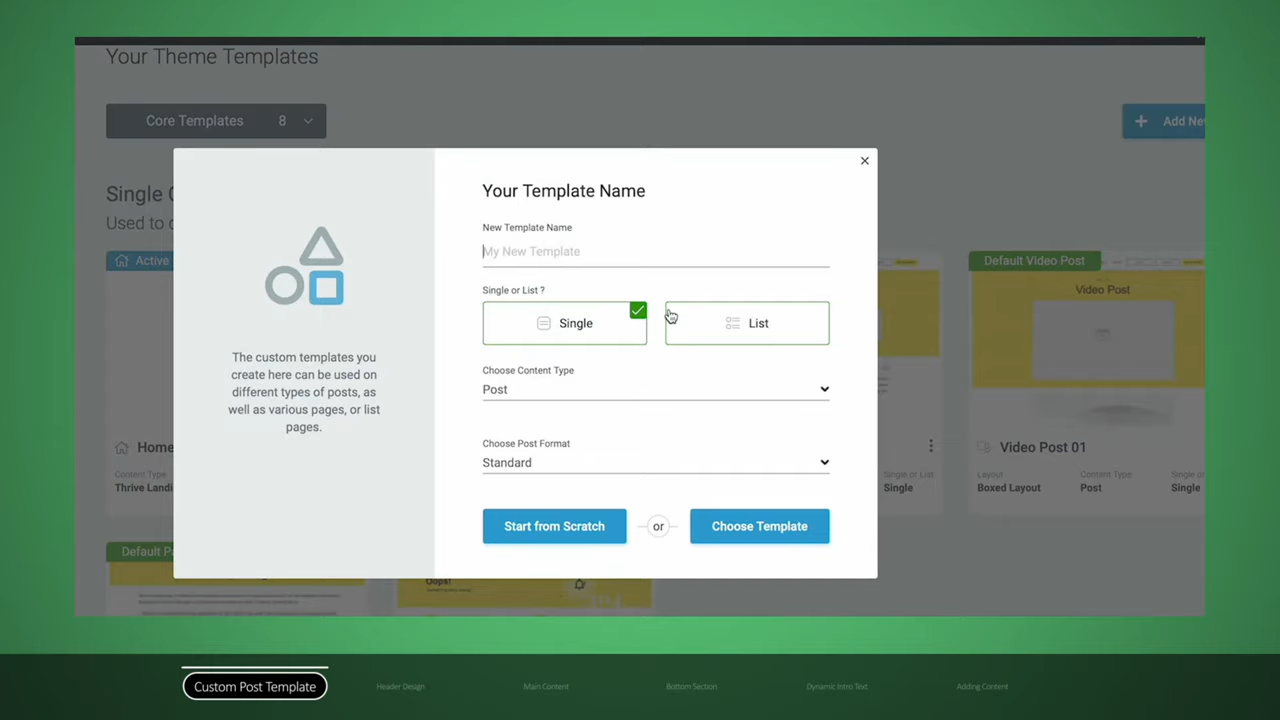 Your Theme Templates
Core Templates 8
Add Ne
Single
Used to
Your Template Name
New Template Name
My New Template
Single or List ?
Single
List
Choose Content Type
Post
Choose Post Format
Standard
Start from Scratch
or
Choose Template
The custom templates you
create here can be used on
different types of posts, as
well as various pages, or list
pages.
Active
Default Video Post
Video Post
Home
Video Post 01
Content Type
Single or List
Layout
Content Type
Single or
Thrive Landi
Single
Boxed Layout
Post
Single
Default P
Oops!
Custom Post Template
Header Design
Main Content
Bottom Section
Dynamic Intro Text
Adding Content